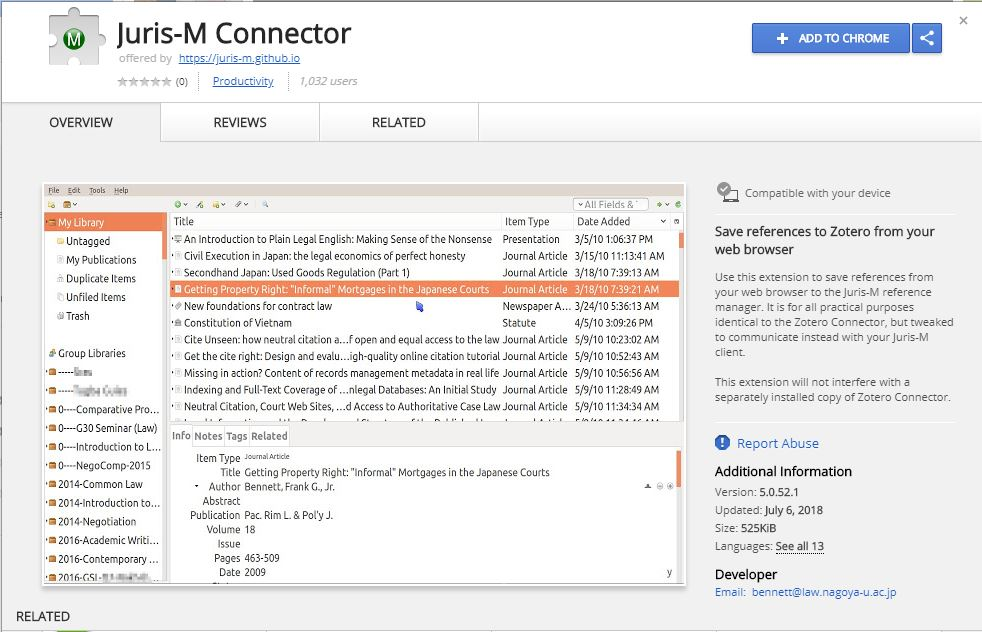 Juris-M Connector
offered by https://juris-m.github.io
(0) Productivity 1,032 users
ADD TO CHROME
OVERVIEW REVIEWS RELATED
File Edit Tools Help
All Fields &
My Library
Untagged
My Publications
Duplicate Items
Unfiled Items
Trash
Group Libraries
0----Comparative Pro...
0----G30 Seminar (Law)
0----Introduction to L...
0----NegoComp-2015
2014-Common Law
2014-Introduction to...
2014-Negotiation
2016-Academic Writi...
2016-Contemporary ...
2016-GSL-
Title Item Type Date Added
An Introduction to Plain Legal English: Making Sense of the Nonsense Presentation 3/5/10 1:06:37 PM
Civil Execution in Japan: the legal economics of perfect honesty Journal Article 3/15/10 11:13:41 AM
Secondhand Japan: Used Goods Regulation (Part 1) Journal Article 3/18/10 7:39:13 AM
Getting Property Right: "Informal" Mortgages in the Japanese Courts Journal Article 3/18/10 7:39:21 AM
New foundations for contract law Newspaper A... 3/24/10 5:36:13 AM
Constitution of Vietnam Statute 4/5/10 3:09:26 PM
Cite Unseen: how neutral citation a...f open and equal access to the law Journal Article 5/9/10 10:23:02 AM
Get the cite right: Design and evalu...igh-quality online citation tutorial Journal Article 5/9/10 10:52:43 AM
Missing in action? Content of records management metadata in real life Journal Article 5/9/10 10:56:56 AM
Indexing and Full-Text Coverage of ...nlegal Databases: An Initial Study Journal Article 5/9/10 11:28:49 AM
Neutral Citation, Court Web Sites, ...d Access to Authoritative Case Law Journal Article 5/9/10 11:34:34 AM
Info Notes Tags Related
Item Type Journal Article
Title Getting Property Right: "Informal" Mortgages in the Japanese Courts
Author Bennett, Frank G., Jr.
Abstract
Publication Pac. Rim L. & Pol'y J.
Volume 18
Issue
Pages 463-509
Date 2009 y
Compatible with your device
Save references to Zotero from your
web browser
Use this extension to save references from
your web browser to the Juris-M reference
manager. It is for all practical purposes
identical to the Zotero Connector, but tweaked
to communicate instead with your Juris-M
client.
This extension will not interfere with a
separately installed copy of Zotero Connector.
Report Abuse
Additional Information
Version: 5.0.52.1
Updated: July 6, 2018
Size: 525KiB
Languages: See all 13
Developer
Email: bennett@law.nagoya-u.ac.jp
RELATED